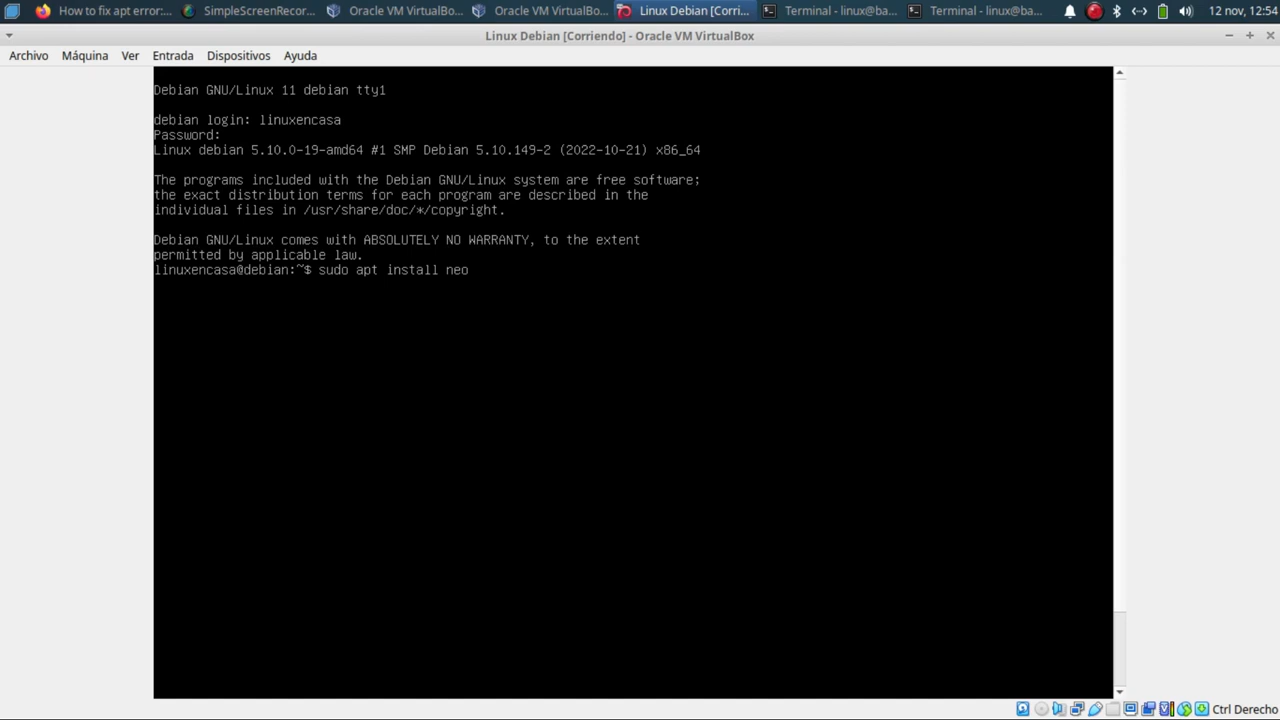 How to fix apt error:...
SimpleScreenRecor...
Oracle VM VirtualBo...
Oracle VM VirtualBo...
Linux Debian [Corri...
Terminal - linux@ba...
Terminal - linux@ba...
12 nov, 12:54
Linux Debian [Corriendo] - Oracle VM VirtualBox
Archivo Máquina Ver Entrada Dispositivos Ayuda
Debian GNU/Linux 11 debian tty1
debian login: linuxencasa
Password:
Linux debian 5.10.0-19-amd64 #1 SMP Debian 5.10.149-2 (2022-10-21) x86_64
The programs included with the Debian GNU/Linux system are free software;
the exact distribution terms for each program are described in the
individual files in /usr/share/doc/*/copyright.
Debian GNU/Linux comes with ABSOLUTELY NO WARRANTY, to the extent
permitted by applicable law.
linuxencasa@debian:~$ sudo apt install neo
Ctrl Derecho